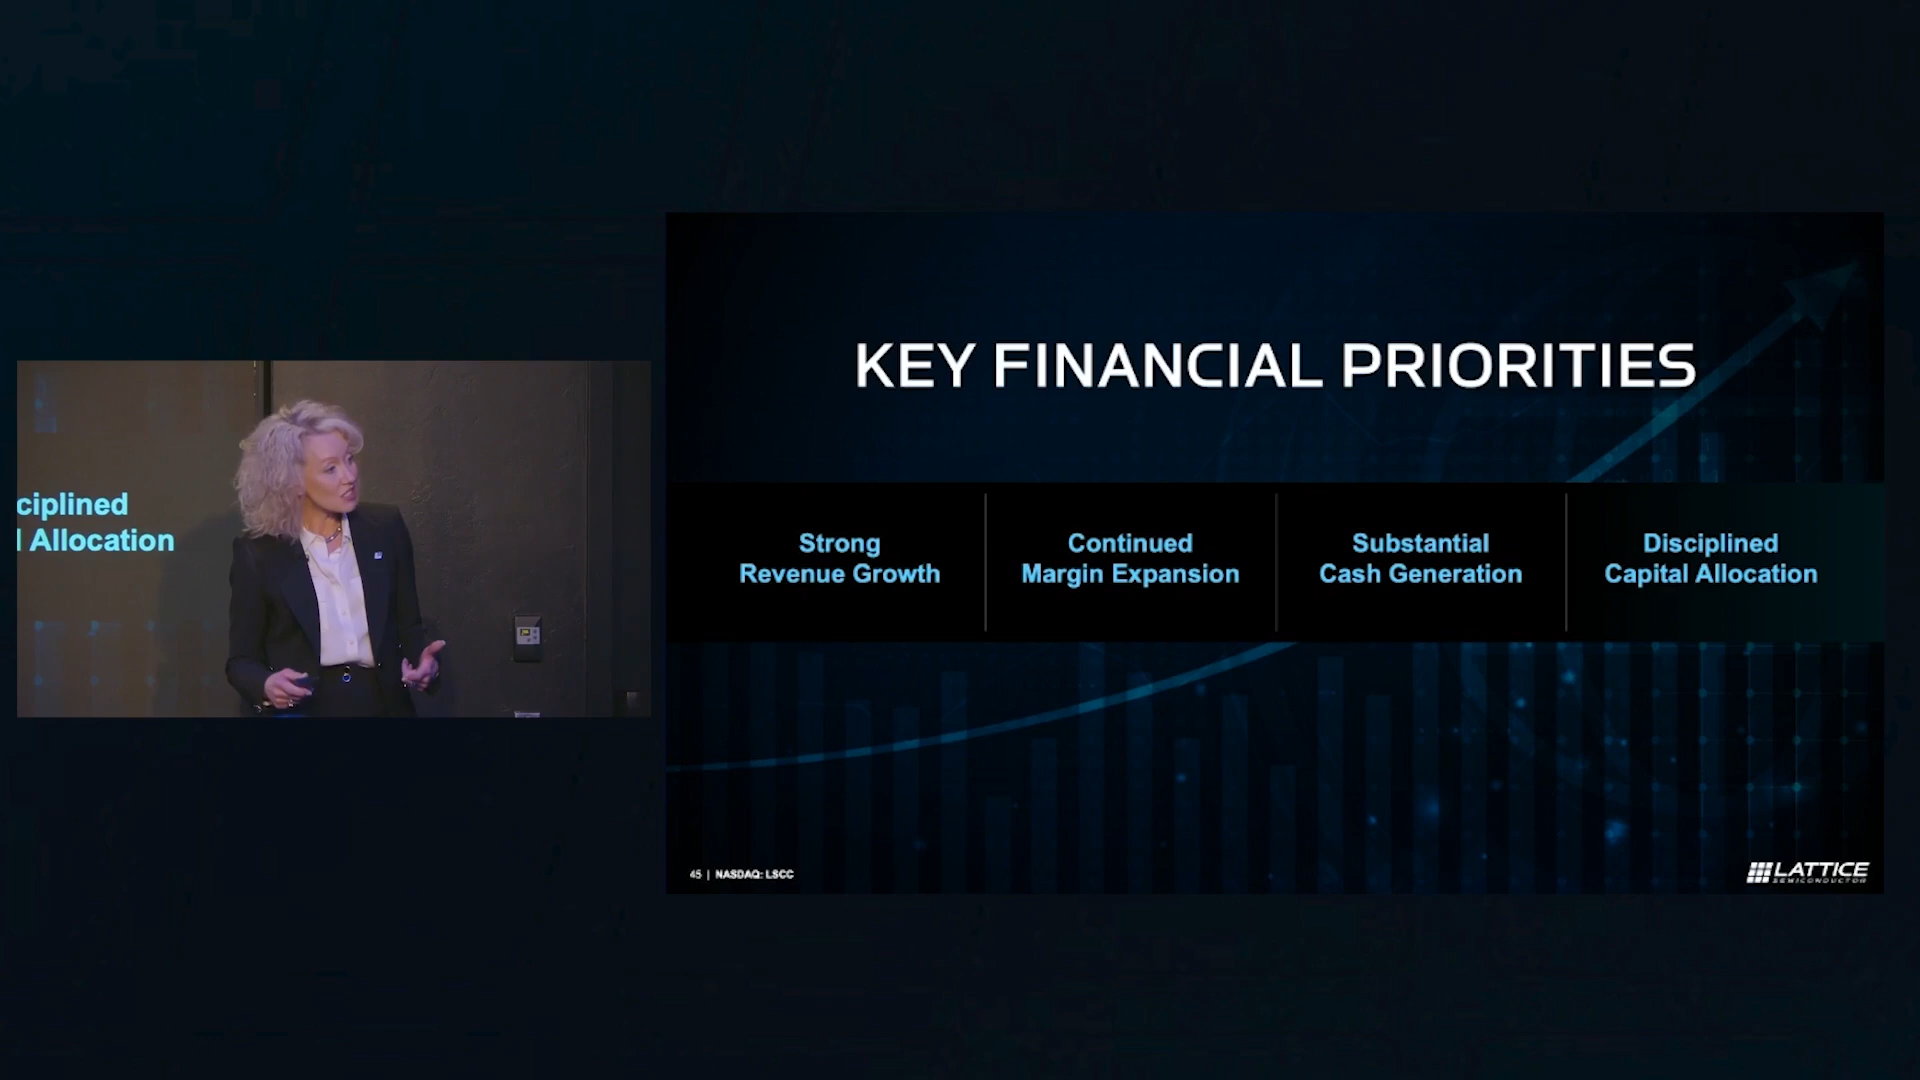 ciplined
l Allocation
KEY FINANCIAL PRIORITIES
Strong
Revenue Growth
Continued
Margin Expansion
Substantial
Cash Generation
Disciplined
Capital Allocation
45 | NASDAQ: LSCC
LATTICE
SEMICONDUCTOR